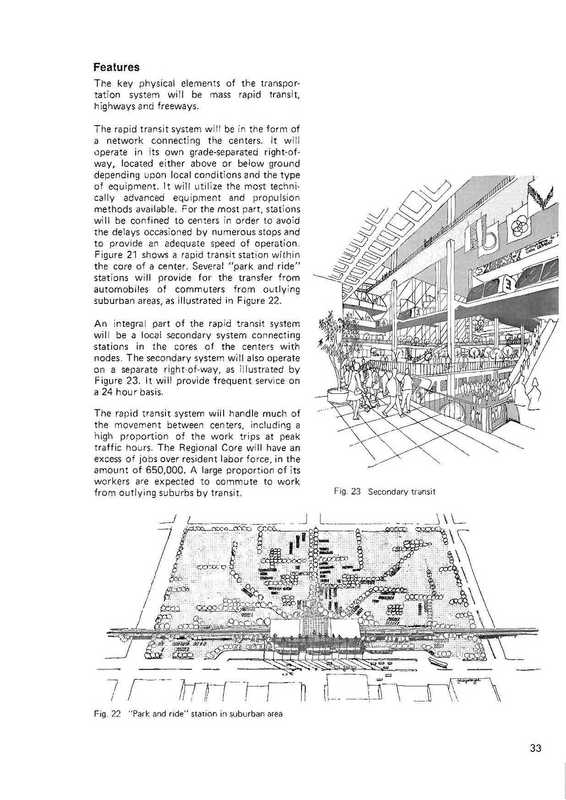 Features
The key physical elements of the transpor-
tation system will be mass rapid transit,
highways and freeways.
The rapid transit system will be in the form of
a network connecting the centers. It will
operate in its own grade-separated right-of-
way, located either above or below ground
depending upon local conditions and the type
of equipment. It will utilize the most techni-
cally advanced equipment and propulsion
methods available. For the most part, stations
will be confined to centers in order to avoid
the delays occasioned by numerous stops and
to provide an adequate speed of operation.
Figure 21 shows a rapid transit station within
the core of a center. Several "park and ride"
stations will provide for the transfer from
automobiles of commuters from outlying
suburban areas, as illustrated in Figure 22.
An integral part of the rapid transit system
will be a local secondary system connecting
stations in the cores of the centers with
nodes. The secondary system will also operate
on a separate right-of-way, as illustrated by
Figure 23. It will provide frequent service on
a 24 hour basis.
The rapid transit system will handle much of
the movement between centers, including a
high proportion of the work trips at peak
traffic hours. The Regional Core will have an
excess of jobs over resident labor force, in the
amount of 650,000. A large proportion of its
workers are expected to commute to work
from outlying suburbs by transit.
Fig. 23 Secondary transit
Fig. 22 "Park and ride" station in suburban area
33